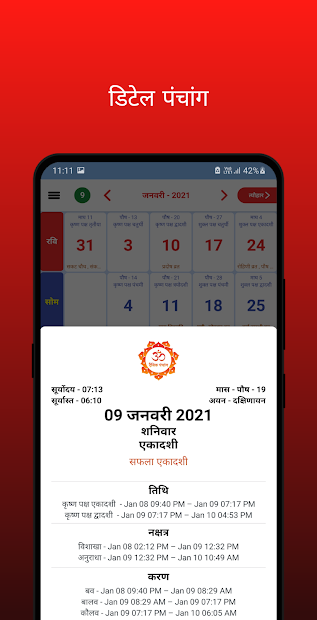 डिटेल पंचांग
11:11 42%
9 जनवरी - 2021 त्योहार
रवि
31 3 10 17 24
सोम
4 11 18 25
सूर्योदय - 07:13 मास - पौष - 19
सूर्यास्त - 06:10 अयन - दक्षिणायन
09 जनवरी 2021
शनिवार
एकादशी
सफला एकादशी
तिथि
कृष्ण पक्ष एकादशी - Jan 08 09:40 PM – Jan 09 07:17 PM
कृष्ण पक्ष द्वादशी - Jan 09 07:17 PM – Jan 10 04:53 PM
नक्षत्र
विशाखा - Jan 08 02:12 PM – Jan 09 12:32 PM
अनुराधा - Jan 09 12:32 PM – Jan 10 10:49 AM
करण
बव - Jan 08 09:40 PM – Jan 09 08:29 AM
बालव - Jan 09 08:29 AM – Jan 09 07:17 PM
कौलव - Jan 09 07:17 PM – Jan 10 06:05 AM